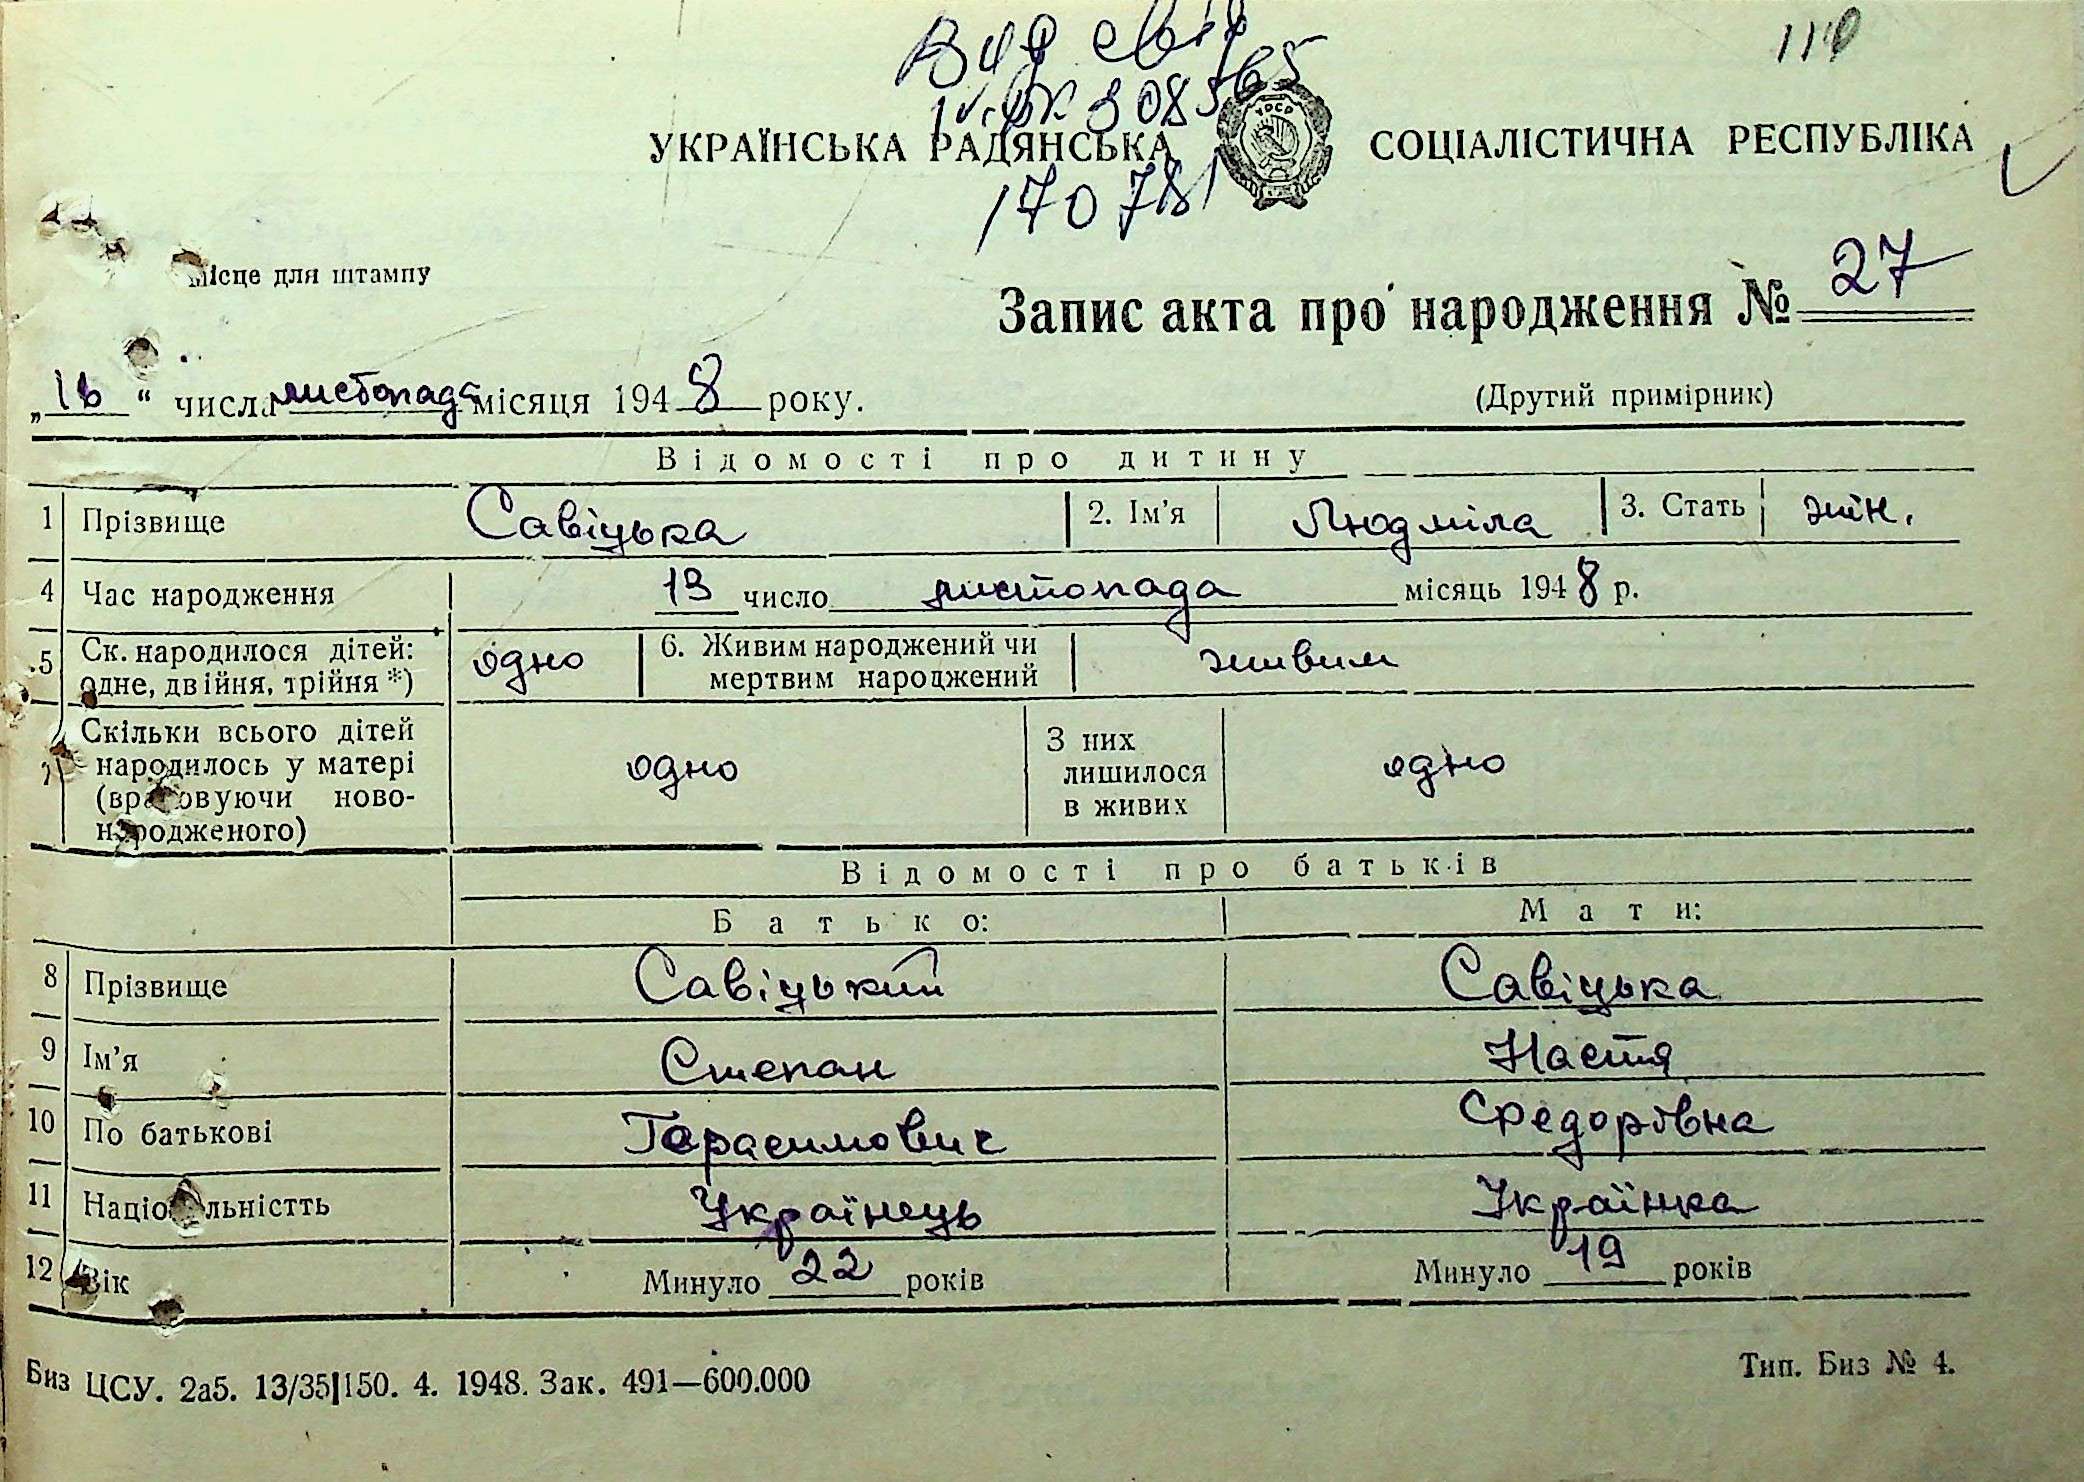 Вид свід
308565
110
УКРАЇНСЬКА РАДЯНСЬКА СОЦІАЛІСТИЧНА РЕСПУБЛІКА
УРСР
170781
Місце для штампу
Запис акта про народження № 27
„16“ числа листопада місяця 1948 року.
(Другий примірник)
Відомості про дитину
1 Прізвище Савіцька 2. Ім'я Людміла 3. Стать жін.
4 Час народження 13 число листопада місяць 1948 р.
5 Ск. народилося дітей: одне, двійня, трійня *) одно 6. Живим народжений чи мертвим народжений живим
7 Скільки всього дітей народилось у матері (враховуючи новонародженого) одно З них лишилося в живих одно
Відомості про батьків
Батько: Мати:
8 Прізвище Савіцький Савіцька
9 Ім'я Степан Настя
10 По батькові Герасимович Федорівна
11 Національністть Українець Українка
12 Вік Минуло 22 років Минуло 19 років
Биз ЦСУ. 2а5. 13/35|150. 4. 1948. Зак. 491—600.000
Тип. Биз № 4.